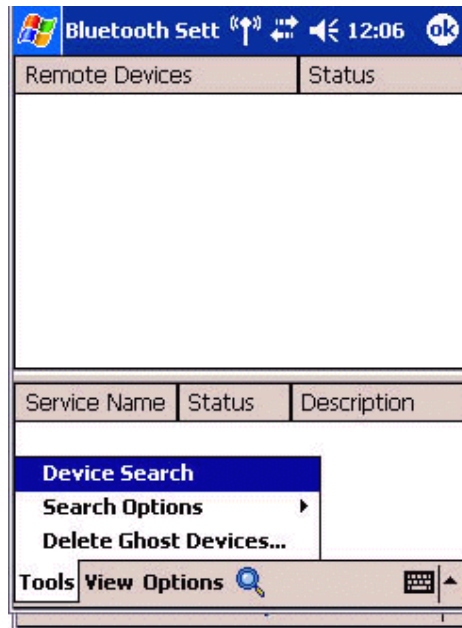 Bluetooth Sett 12:06 ok
Remote Devices Status
Service Name Status Description
Device Search
Search Options
Delete Ghost Devices...
Tools View Options